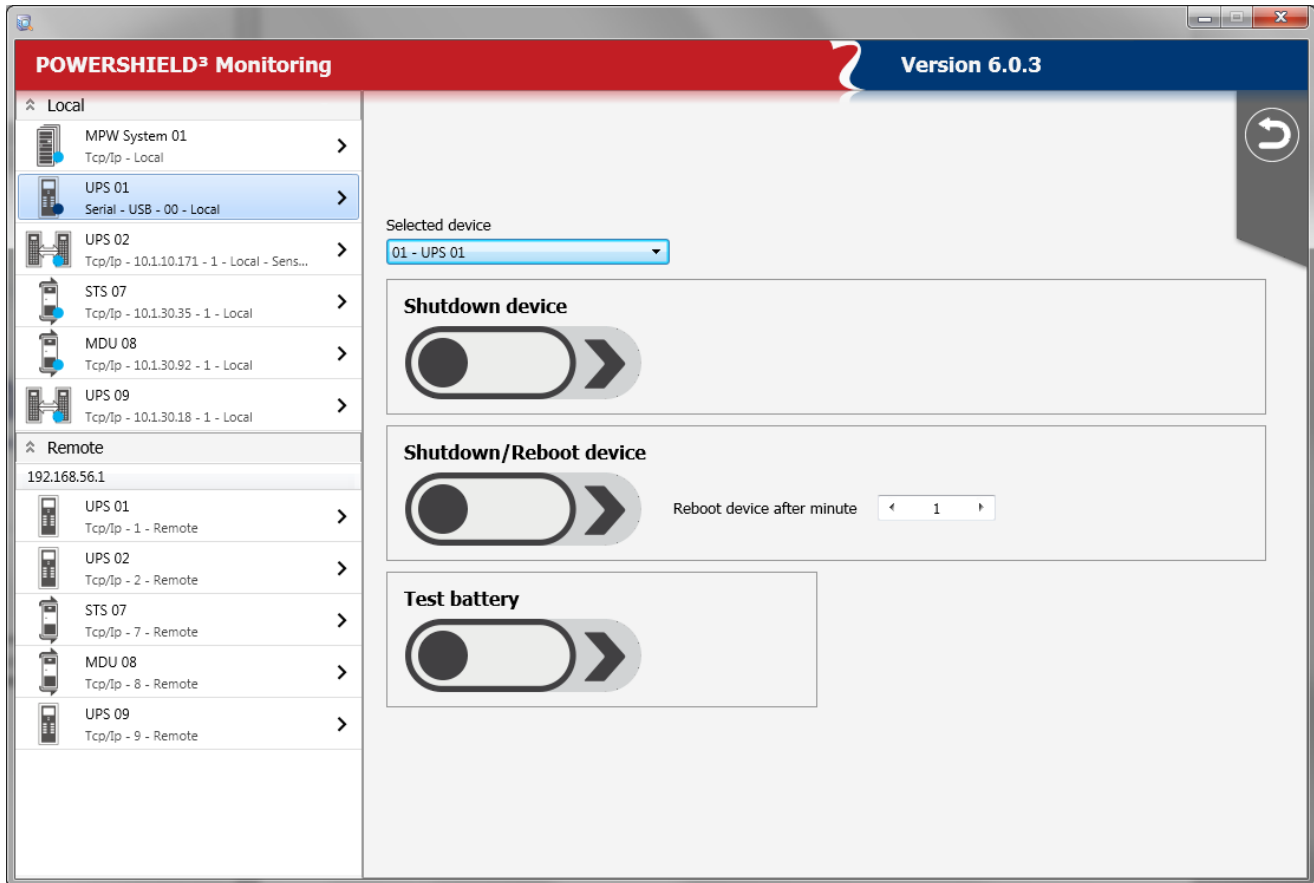 POWERSHIELD³ Monitoring
Version 6.0.3
Local
MPW System 01
Tcp/Ip - Local
UPS 01
Serial - USB - 00 - Local
UPS 02
Tcp/Ip - 10.1.10.171 - 1 - Local - Sens...
STS 07
Tcp/Ip - 10.1.30.35 - 1 - Local
MDU 08
Tcp/Ip - 10.1.30.92 - 1 - Local
UPS 09
Tcp/Ip - 10.1.30.18 - 1 - Local
Remote
192.168.56.1
UPS 01
Tcp/Ip - 1 - Remote
UPS 02
Tcp/Ip - 2 - Remote
STS 07
Tcp/Ip - 7 - Remote
MDU 08
Tcp/Ip - 8 - Remote
UPS 09
Tcp/Ip - 9 - Remote
Selected device
01 - UPS 01
Shutdown device
Shutdown/Reboot device
Reboot device after minute
1
Test battery